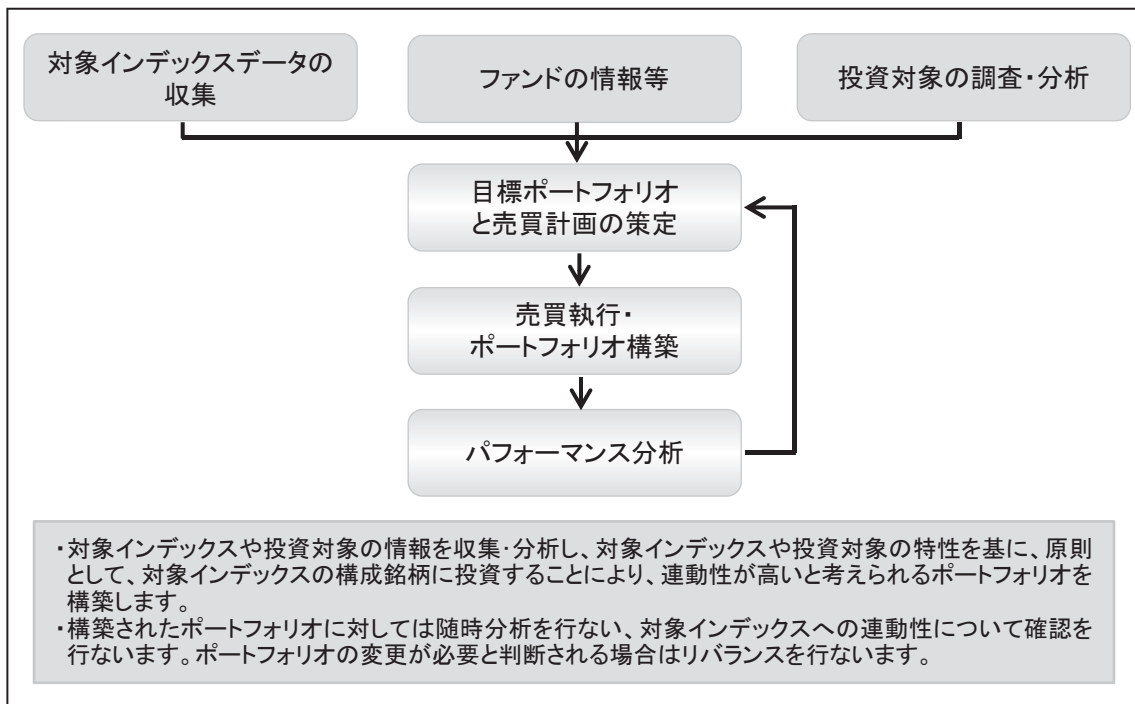 対象インデックスデータの
収集
ファンドの情報等
投資対象の調査・分析
目標ポートフォリオ
と売買計画の策定
売買執行・
ポートフォリオ構築
パフォーマンス分析
・対象インデックスや投資対象の情報を収集・分析し、対象インデックスや投資対象の特性を基に、原則
として、対象インデックスの構成銘柄に投資することにより、連動性が高いと考えられるポートフォリオを
構築します。
・構築されたポートフォリオに対しては随時分析を行ない、対象インデックスへの連動性について確認を
行ないます。ポートフォリオの変更が必要と判断される場合はリバランスを行ないます。